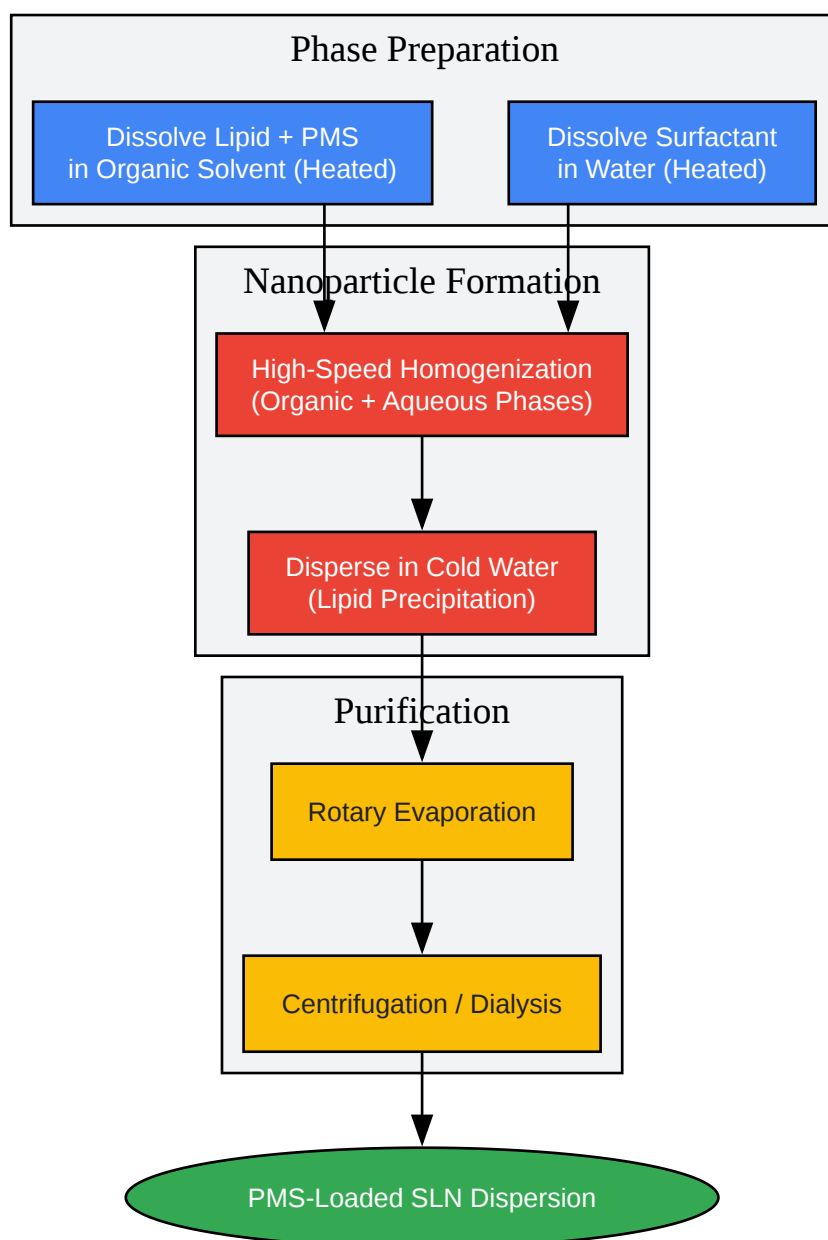 Phase Preparation
Dissolve Lipid + PMS
in Organic Solvent (Heated)
Dissolve Surfactant
in Water (Heated)
Nanoparticle Formation
High-Speed Homogenization
(Organic + Aqueous Phases)
Disperse in Cold Water
(Lipid Precipitation)
Purification
Rotary Evaporation
Centrifugation / Dialysis
PMS-Loaded SLN Dispersion